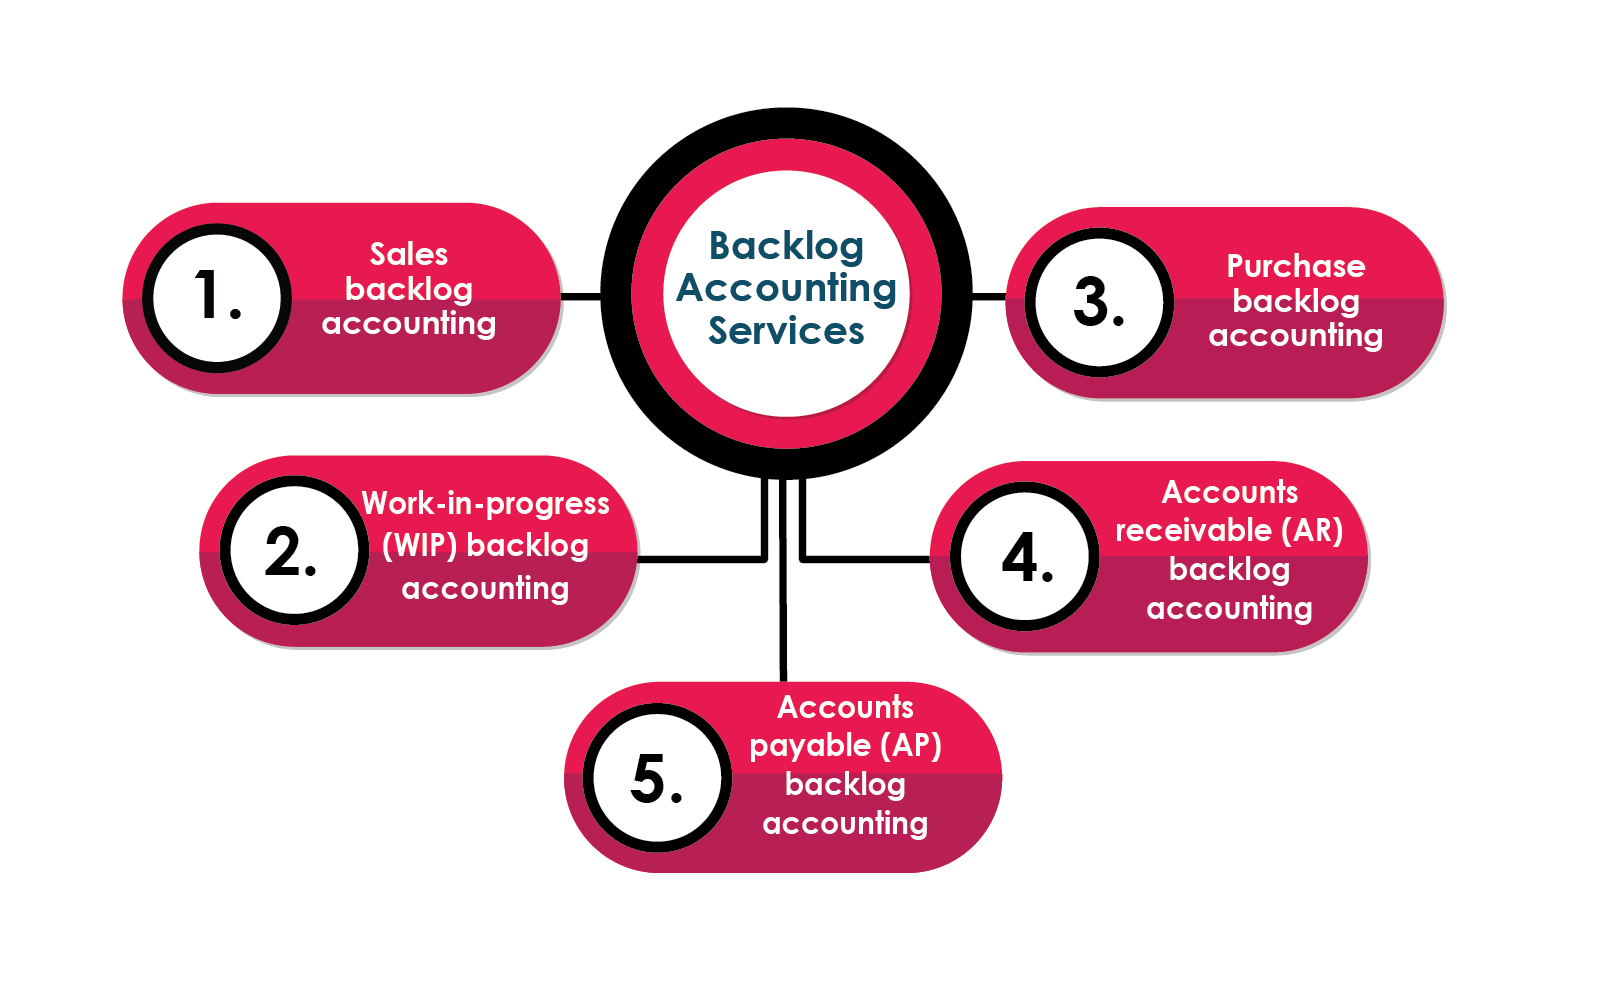 Backlog
Accounting
Services
1.
Sales
backlog
accounting
2.
Work-in-progress
(WIP) backlog
accounting
3.
Purchase
backlog
accounting
4.
Accounts
receivable (AR)
backlog
accounting
5.
Accounts
payable (AP)
backlog
accounting